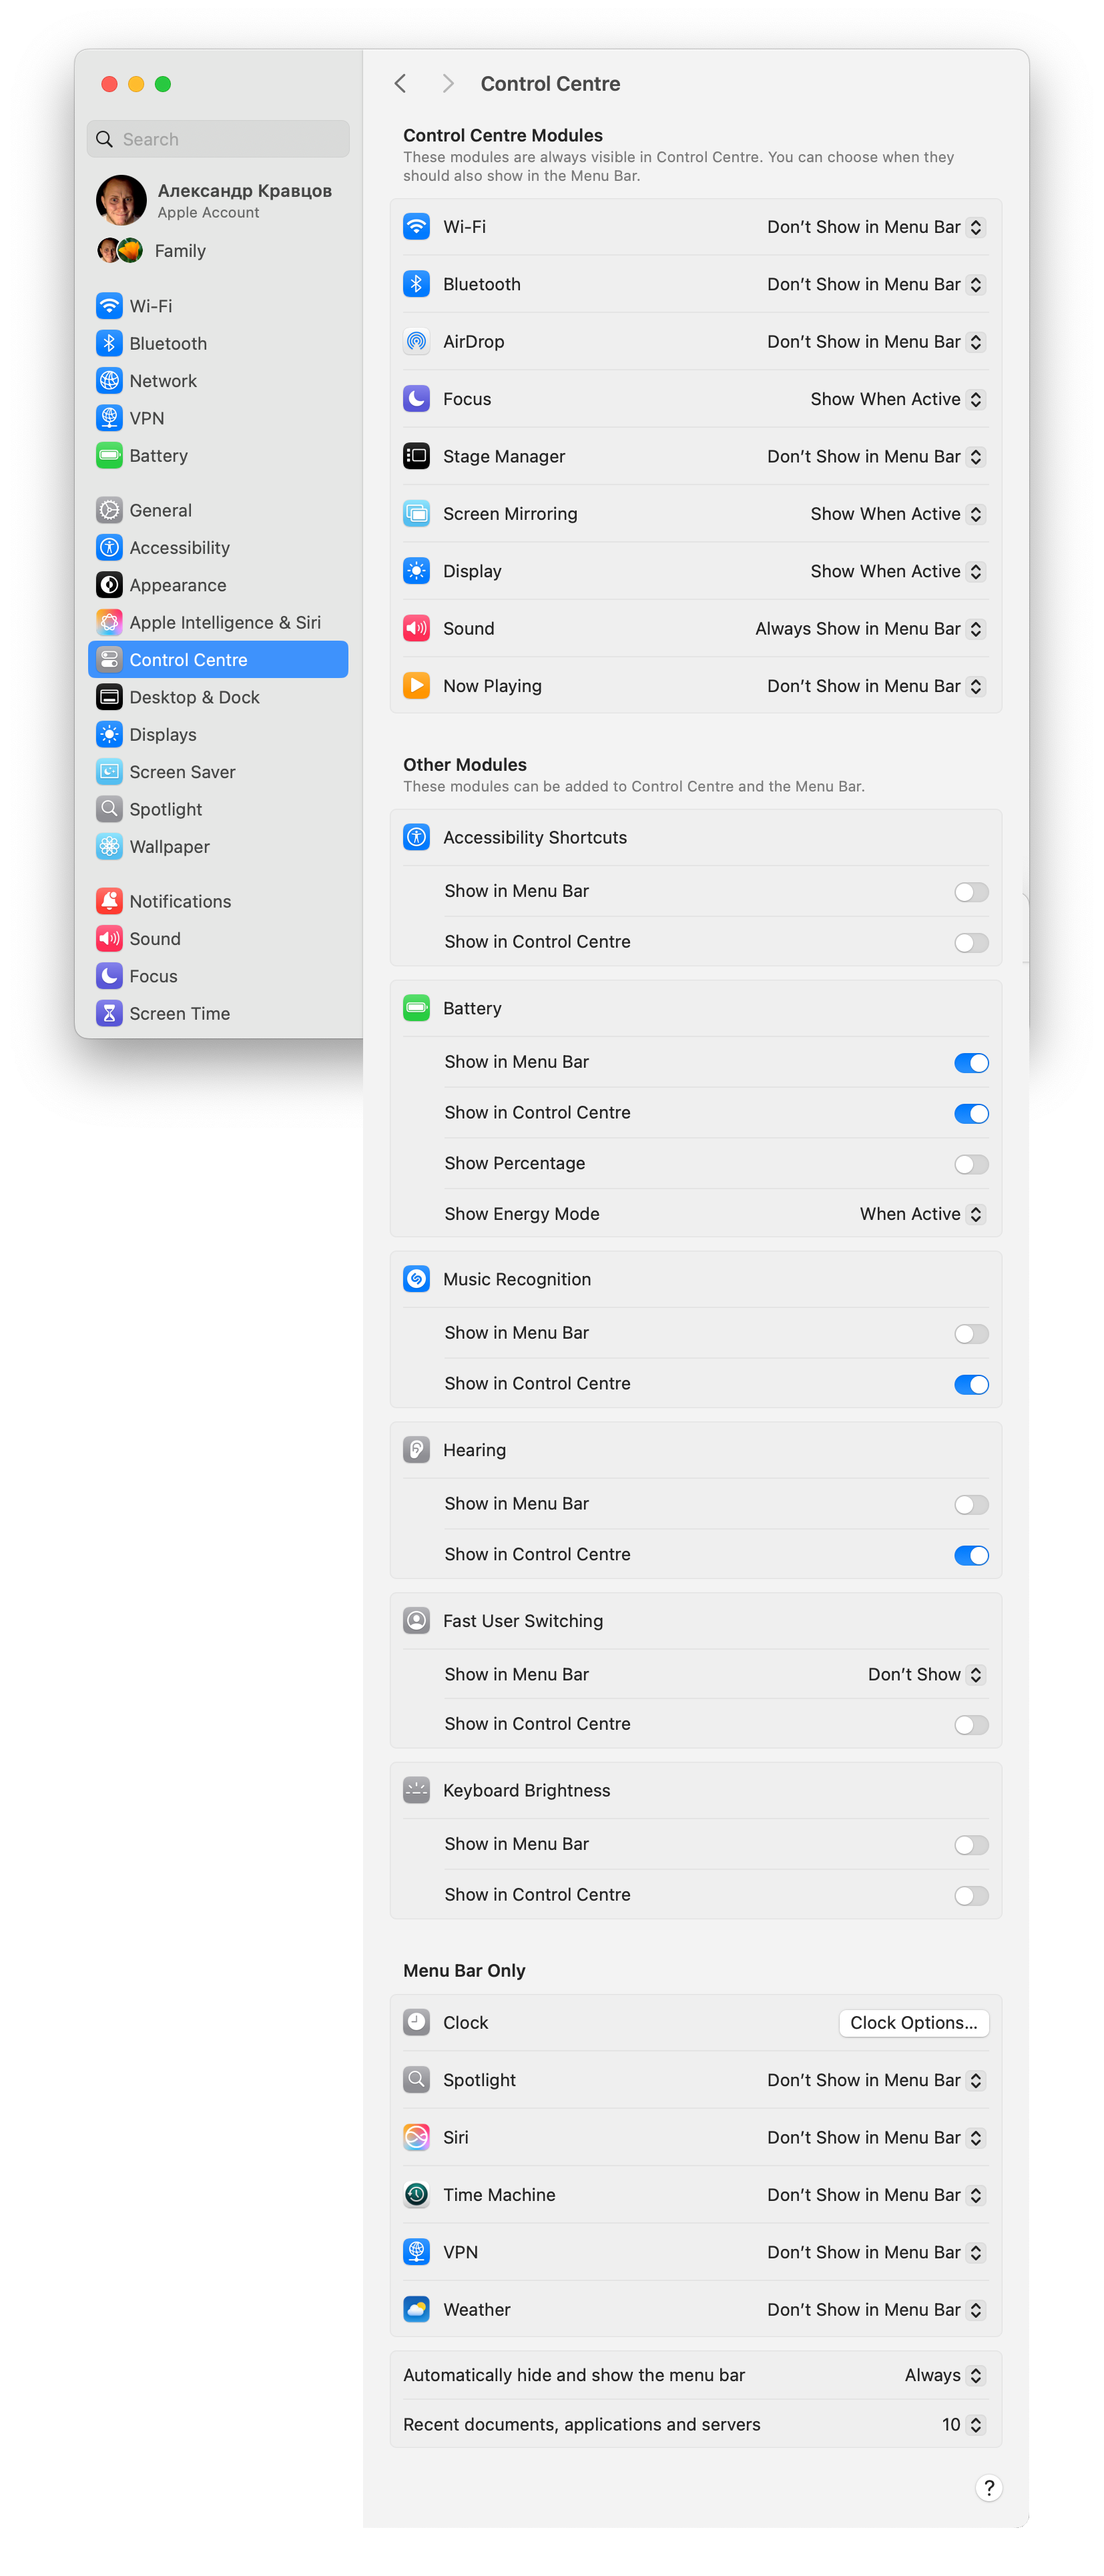 Control Centre
Search
Александр Кравцов
Apple Account
Family
Wi-Fi
Bluetooth
Network
VPN
Battery
General
Accessibility
Appearance
Apple Intelligence & Siri
Control Centre
Desktop & Dock
Displays
Screen Saver
Spotlight
Wallpaper
Notifications
Sound
Focus
Screen Time
Control Centre Modules
These modules are always visible in Control Centre. You can choose when they
should also show in the Menu Bar.
Wi-Fi Don’t Show in Menu Bar
Bluetooth Don’t Show in Menu Bar
AirDrop Don’t Show in Menu Bar
Focus Show When Active
Stage Manager Don’t Show in Menu Bar
Screen Mirroring Show When Active
Display Show When Active
Sound Always Show in Menu Bar
Now Playing Don’t Show in Menu Bar
Other Modules
These modules can be added to Control Centre and the Menu Bar.
Accessibility Shortcuts
Show in Menu Bar
Show in Control Centre
Battery
Show in Menu Bar
Show in Control Centre
Show Percentage
Show Energy Mode When Active
Music Recognition
Show in Menu Bar
Show in Control Centre
Hearing
Show in Menu Bar
Show in Control Centre
Fast User Switching
Show in Menu Bar Don’t Show
Show in Control Centre
Keyboard Brightness
Show in Menu Bar
Show in Control Centre
Menu Bar Only
Clock Clock Options...
Spotlight Don’t Show in Menu Bar
Siri Don’t Show in Menu Bar
Time Machine Don’t Show in Menu Bar
VPN Don’t Show in Menu Bar
Weather Don’t Show in Menu Bar
Automatically hide and show the menu bar Always
Recent documents, applications and servers 10
?